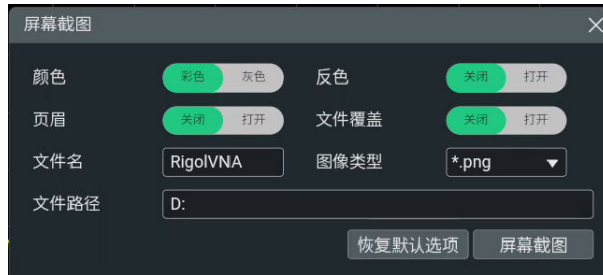 屏幕截图
颜色 彩色 灰色 反色 关闭 打开
页眉 关闭 打开 文件覆盖 关闭 打开
文件名 RigolVNA 图像类型 *.png
文件路径 D:
恢复默认选项 屏幕截图